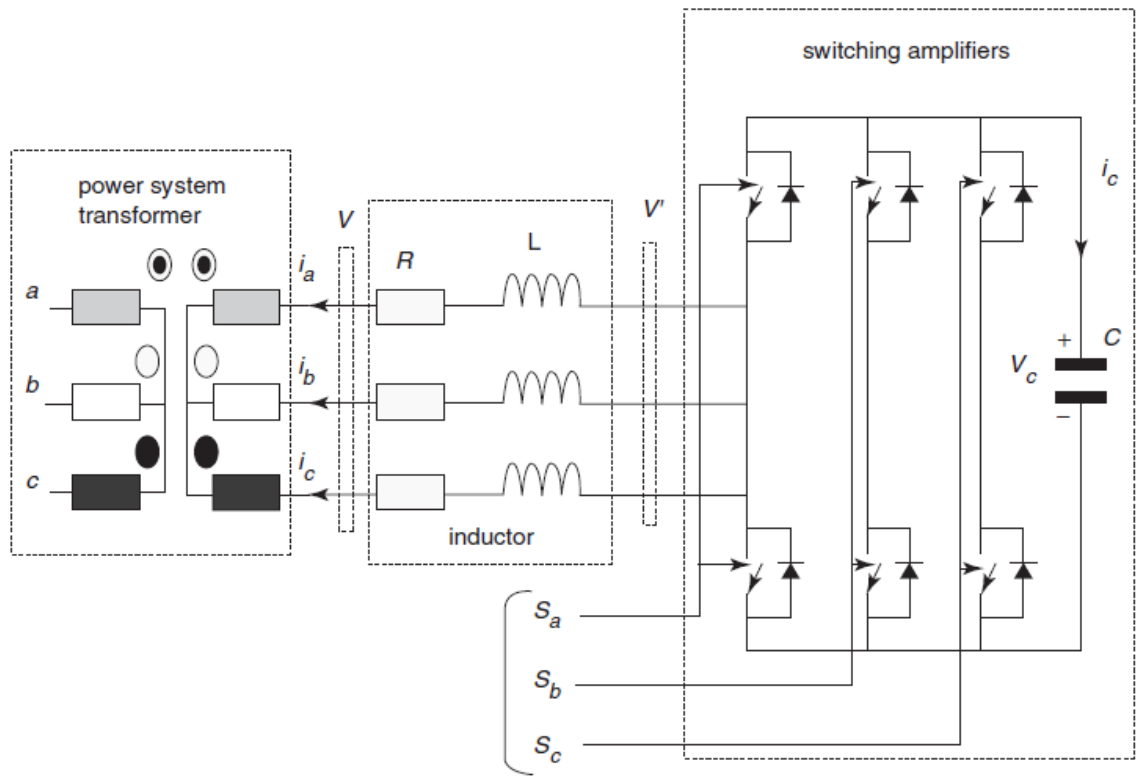 switching amplifiers
power system
transformer
V
V'
i_c
R
L
a
i_a
b
i_b
+
C
V_c
−
c
i_c
inductor
S_a
S_b
S_c